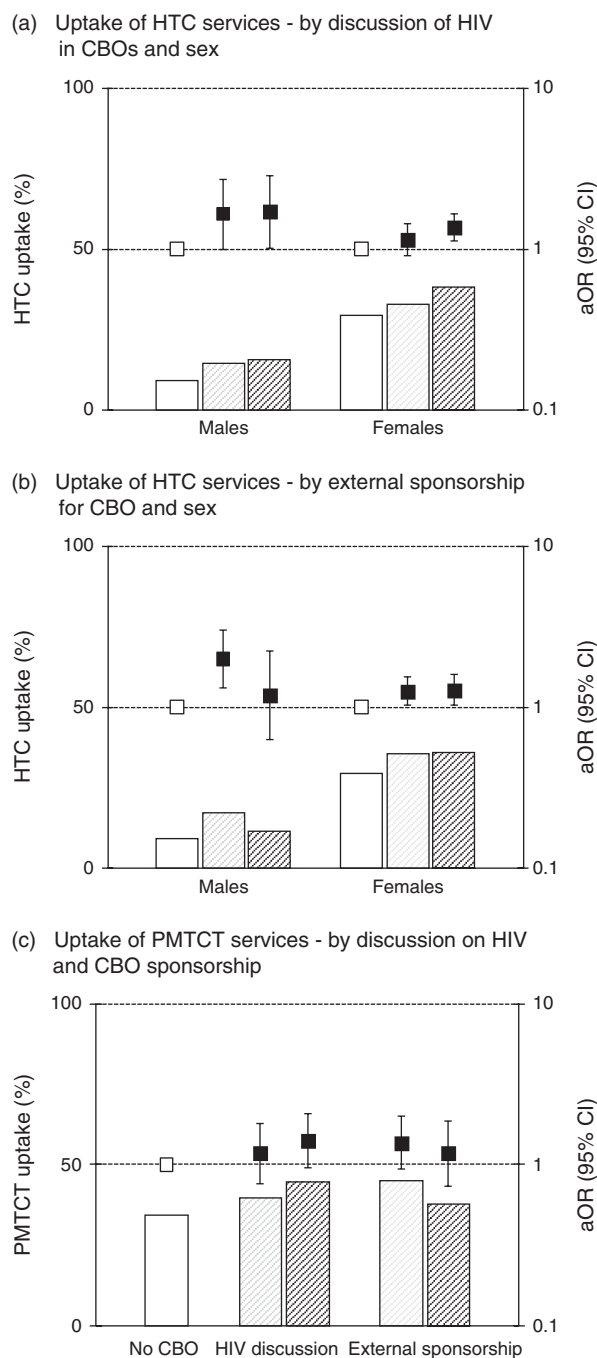 (a) Uptake of HTC services - by discussion of HIV
in CBOs and sex
100
10
HTC uptake (%)
50
1
aOR (95% CI)
0
0.1
Males
Females
(b) Uptake of HTC services - by external sponsorship
for CBO and sex
100
10
HTC uptake (%)
50
1
aOR (95% CI)
0
0.1
Males
Females
(c) Uptake of PMTCT services - by discussion on HIV
and CBO sponsorship
100
10
PMTCT uptake (%)
50
1
aOR (95% CI)
0
0.1
No CBO
HIV discussion
External sponsorship